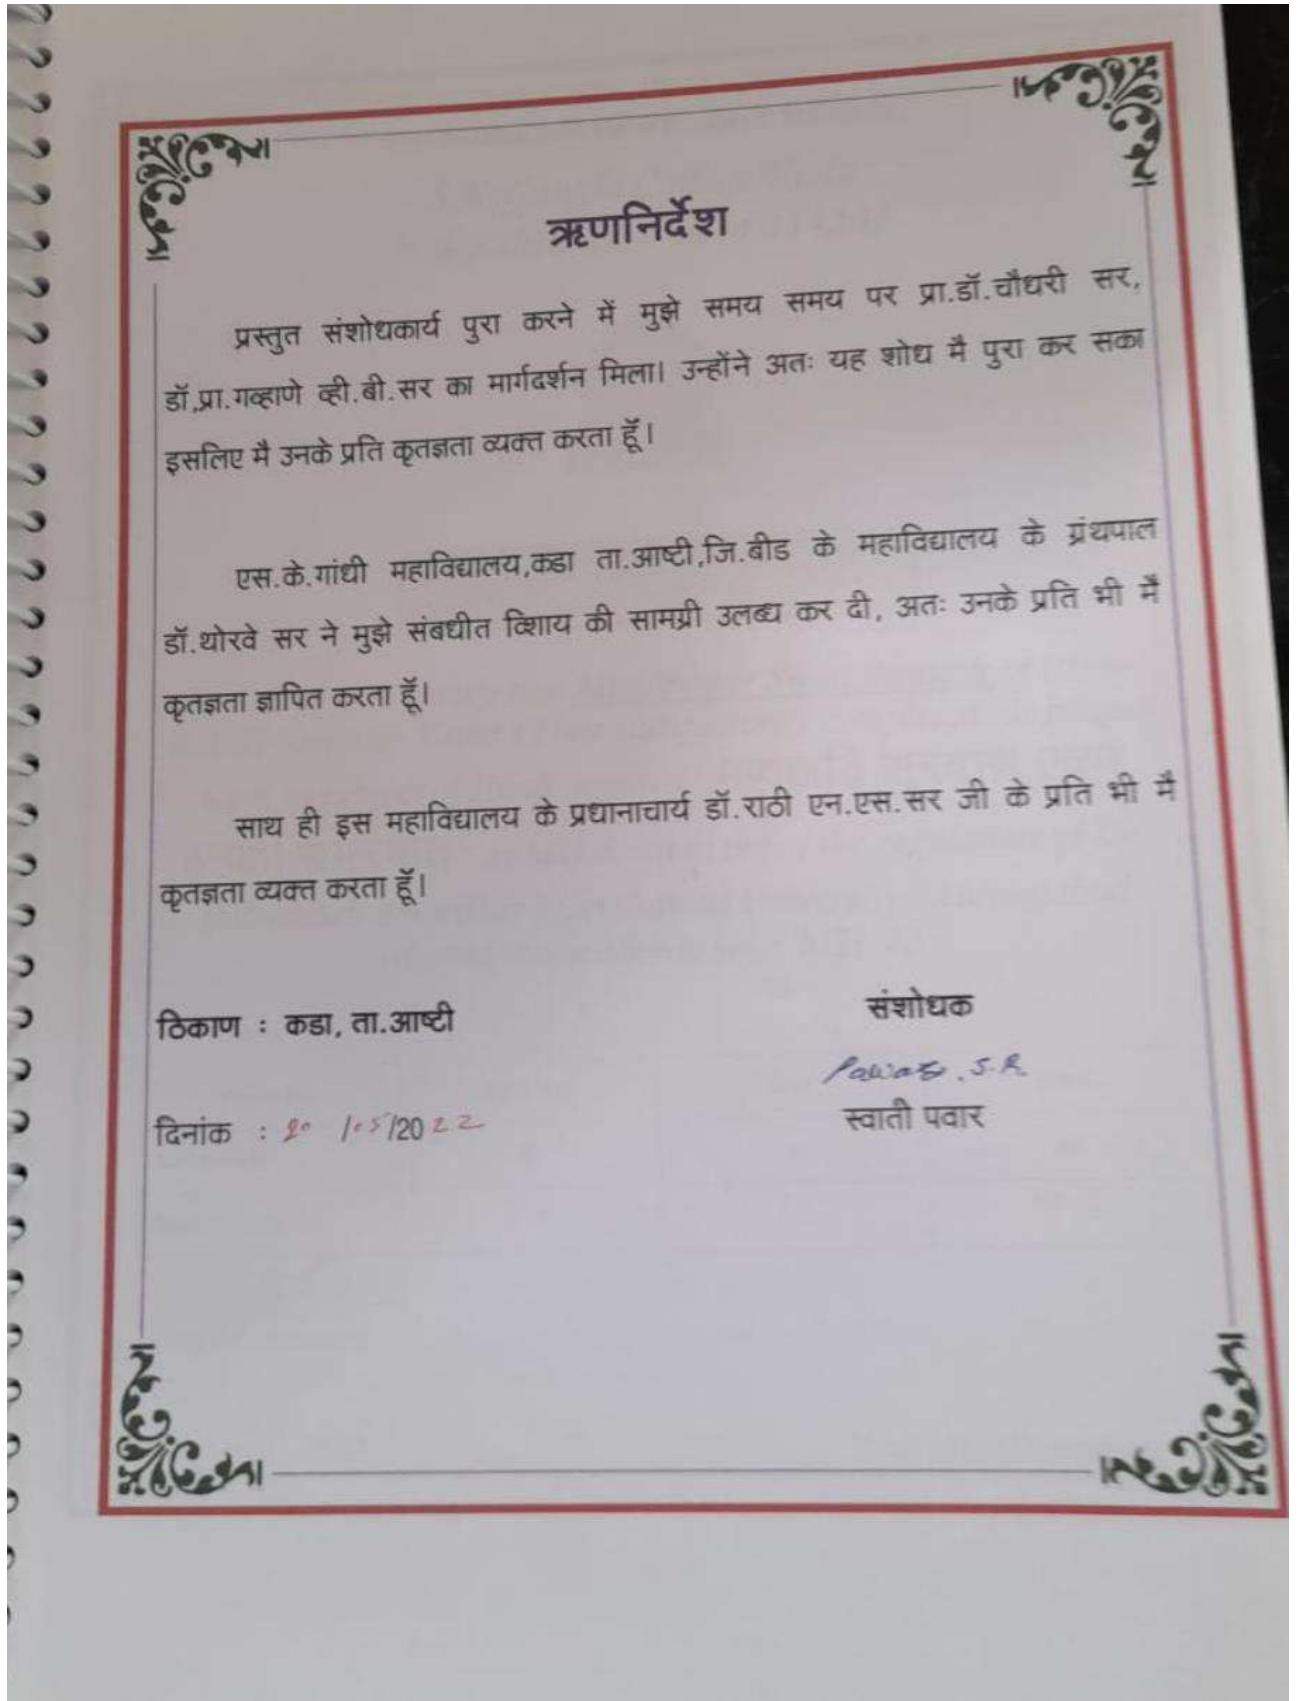 ऋणनिर्देश
प्रस्तुत संशोधकार्य पुरा करने में मुझे समय समय पर प्रा.डॉ.चौधरी सर,
डॉ.प्रा.गव्हाणे व्ही.बी.सर का मार्गदर्शन मिला। उन्होंने अतः यह शोध मै पुरा कर सका
इसलिए मै उनके प्रति कृतज्ञता व्यक्त करता हूँ।
एस.के.गांधी महाविद्यालय,कडा ता.आष्टी,जि.बीड के महाविद्यालय के ग्रंथपाल
डॉ.थोरवे सर ने मुझे संबधीत विशाय की सामग्री उलब्ध कर दी, अतः उनके प्रति भी मै
कृतज्ञता ज्ञापित करता हूँ।
साथ ही इस महाविद्यालय के प्रधानाचार्य डॉ.राठी एन.एस.सर जी के प्रति भी मै
कृतज्ञता व्यक्त करता हूँ।
ठिकाण : कडा, ता.आष्टी
संशोधक
Pawar S.R
दिनांक : 20 /05/2022
स्वाती पवार